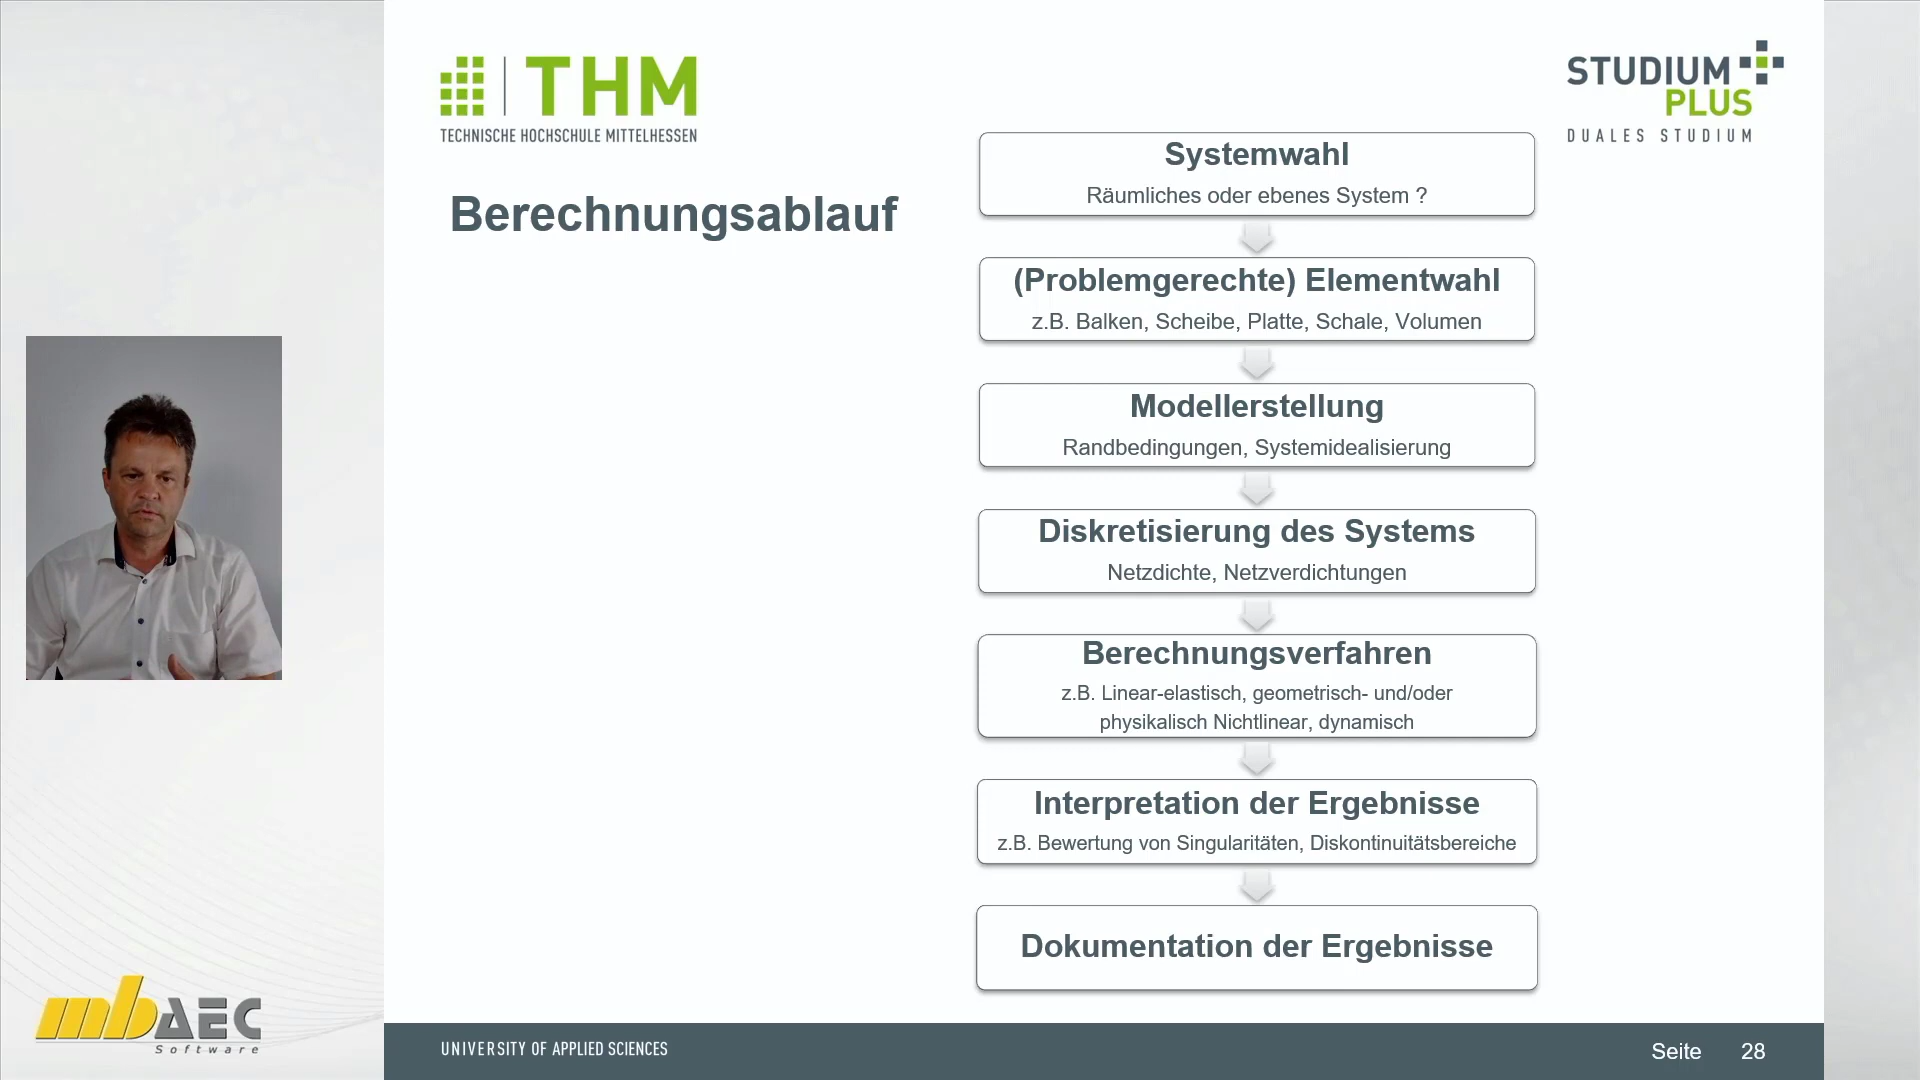 THM
TECHNISCHE HOCHSCHULE MITTELHESSEN
STUDIUM
PLUS
DUALES STUDIUM
Berechnungsablauf
Systemwahl
Räumliches oder ebenes System ?
(Problemgerechte) Elementwahl
z.B. Balken, Scheibe, Platte, Schale, Volumen
Modellerstellung
Randbedingungen, Systemidealisierung
Diskretisierung des Systems
Netzdichte, Netzverdichtungen
Berechnungsverfahren
z.B. Linear-elastisch, geometrisch- und/oder
physikalisch Nichtlinear, dynamisch
Interpretation der Ergebnisse
z.B. Bewertung von Singularitäten, Diskontinuitätsbereiche
Dokumentation der Ergebnisse
mbAEC
Software
UNIVERSITY OF APPLIED SCIENCES
Seite 28